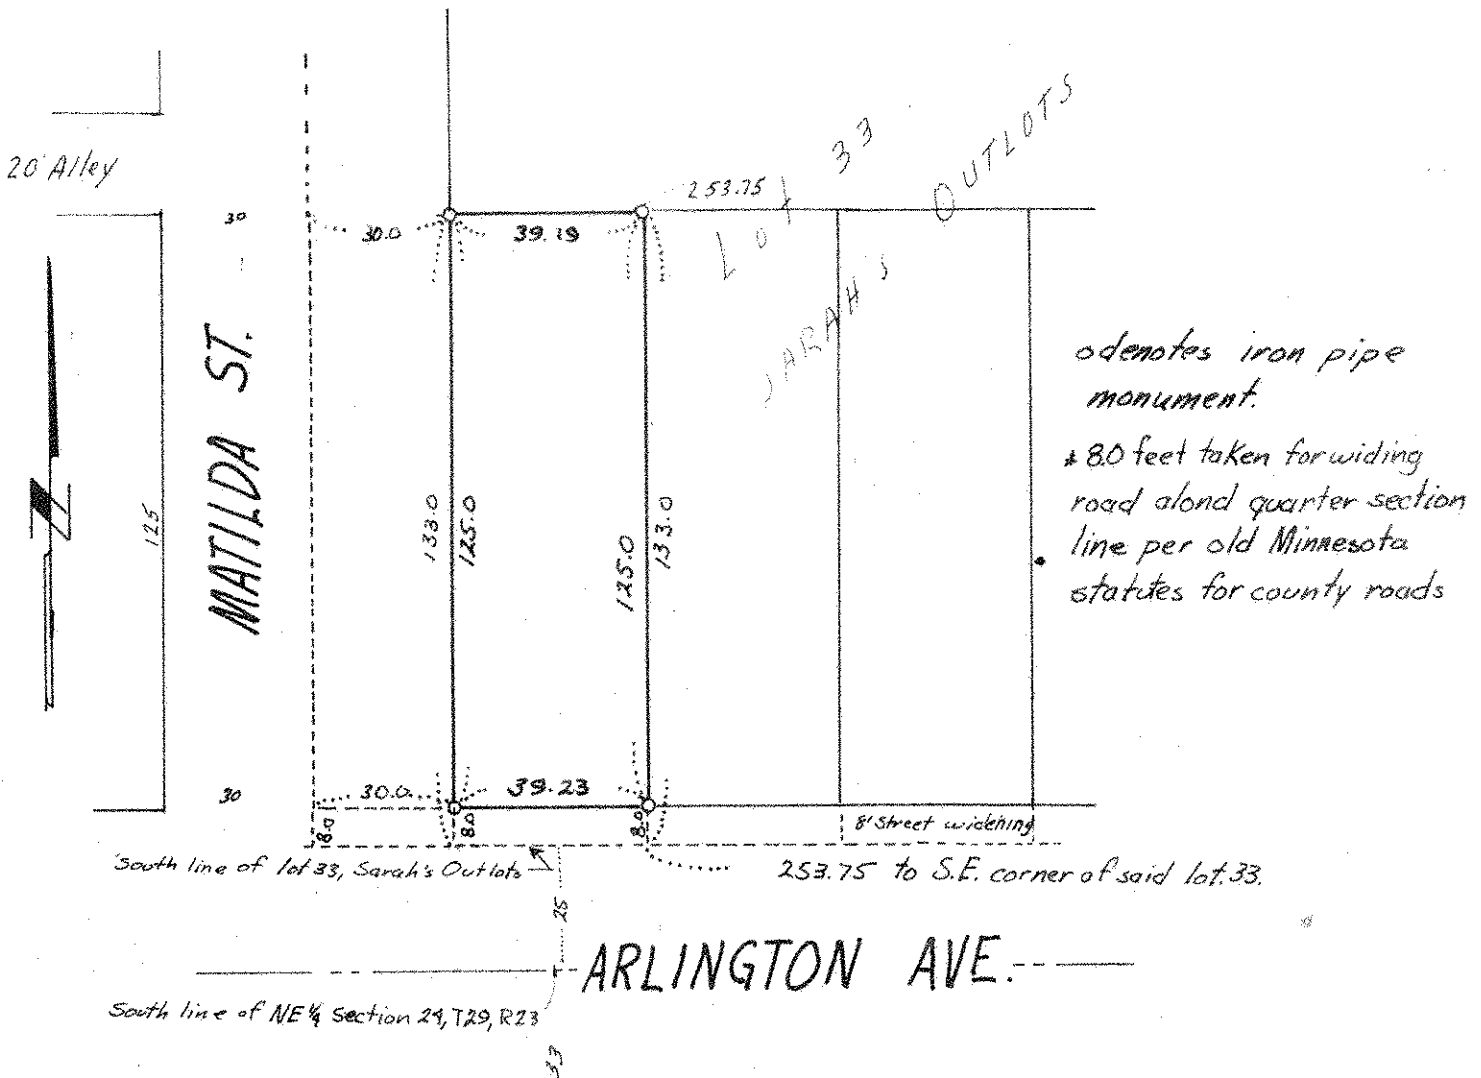 20' Alley
253.75
Lot 33
SARAH'S OUTLOTS
30
30.0
39.19
MATILDA ST.
125
133.0
125.0
125.0
133.0
o denotes iron pipe
monument.
* 8.0 feet taken for widing
road alond quarter section
line per old Minnesota
statutes for county roads
30
30.0
39.23
8.0
8.0
8.0
8' Street widening
South line of lot 33, Sarah's Outlots
253.75 to S.E. corner of said lot 33.
25
ARLINGTON AVE.
South line of NE ¼ Section 24, T29, R23
33